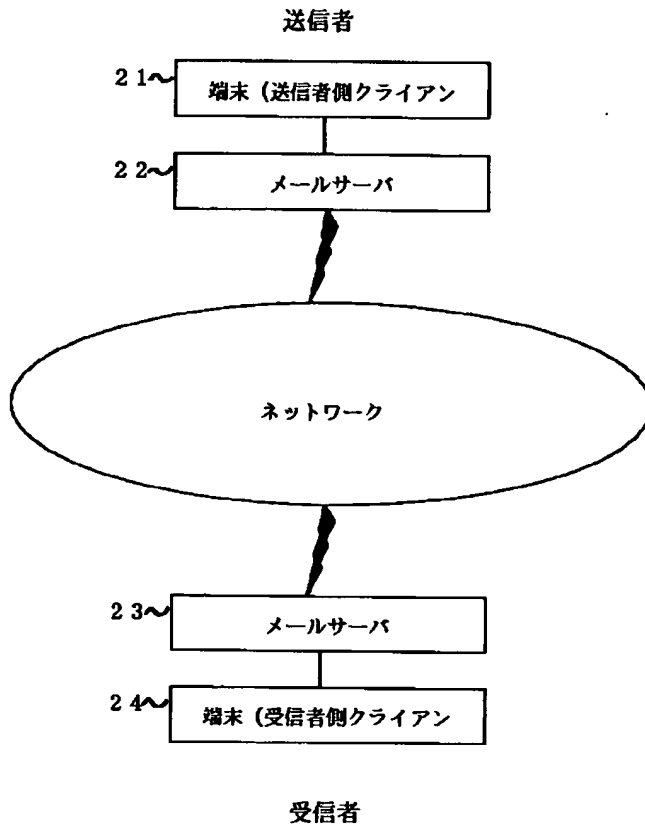 送信者
21
端末（送信者側クライアン
22
メールサーバ
ネットワーク
23
メールサーバ
24
端末（受信者側クライアン
受信者